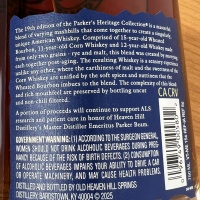 The 19th edition of the Parker's Heritage Collection® is a seasonal
blend of varying mashbills that come together to create a singular,
unique American Whiskey. Comprised of 15-year-old Wheated
Bourbon, 11-year-old Corn Whiskey and 12-year-old Whiskey made
from only two grains - rye and malt, this blend was created by marrying
each together post-aging. The resulting Whiskey is a sensory
unlike any other, where the earthiness of malt and the sweetness of the
Corn Whiskey are unified by the soft spices and nuttiness that the
Wheated Bourbon imbues to the blend. The complexity of this blend
and rich mouthfeel are preserved by bottling uncut
and non-chill filtered.
CA CRV
A portion of proceeds will continue to support ALS
research and patient care in honor of Heaven Hill
Distillery's Master Distiller Emeritus Parker Beam.
GOVERNMENT WARNING: (1) ACCORDING TO THE SURGEON GENERAL,
WOMEN SHOULD NOT DRINK ALCOHOLIC BEVERAGES DURING PREG-
NANCY BECAUSE OF THE RISK OF BIRTH DEFECTS. (2) CONSUMPTION
OF ALCOHOLIC BEVERAGES IMPAIRS YOUR ABILITY TO DRIVE A CAR
OR OPERATE MACHINERY, AND MAY CAUSE HEALTH PROBLEMS.
DISTILLED AND BOTTLED BY OLD HEAVEN HILL SPRINGS
DISTILLERY, BARDSTOWN, KY 40004 © 2025